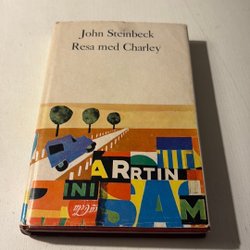 John Steinbeck
Resa med Charley
ARRTIN
INI
SAM